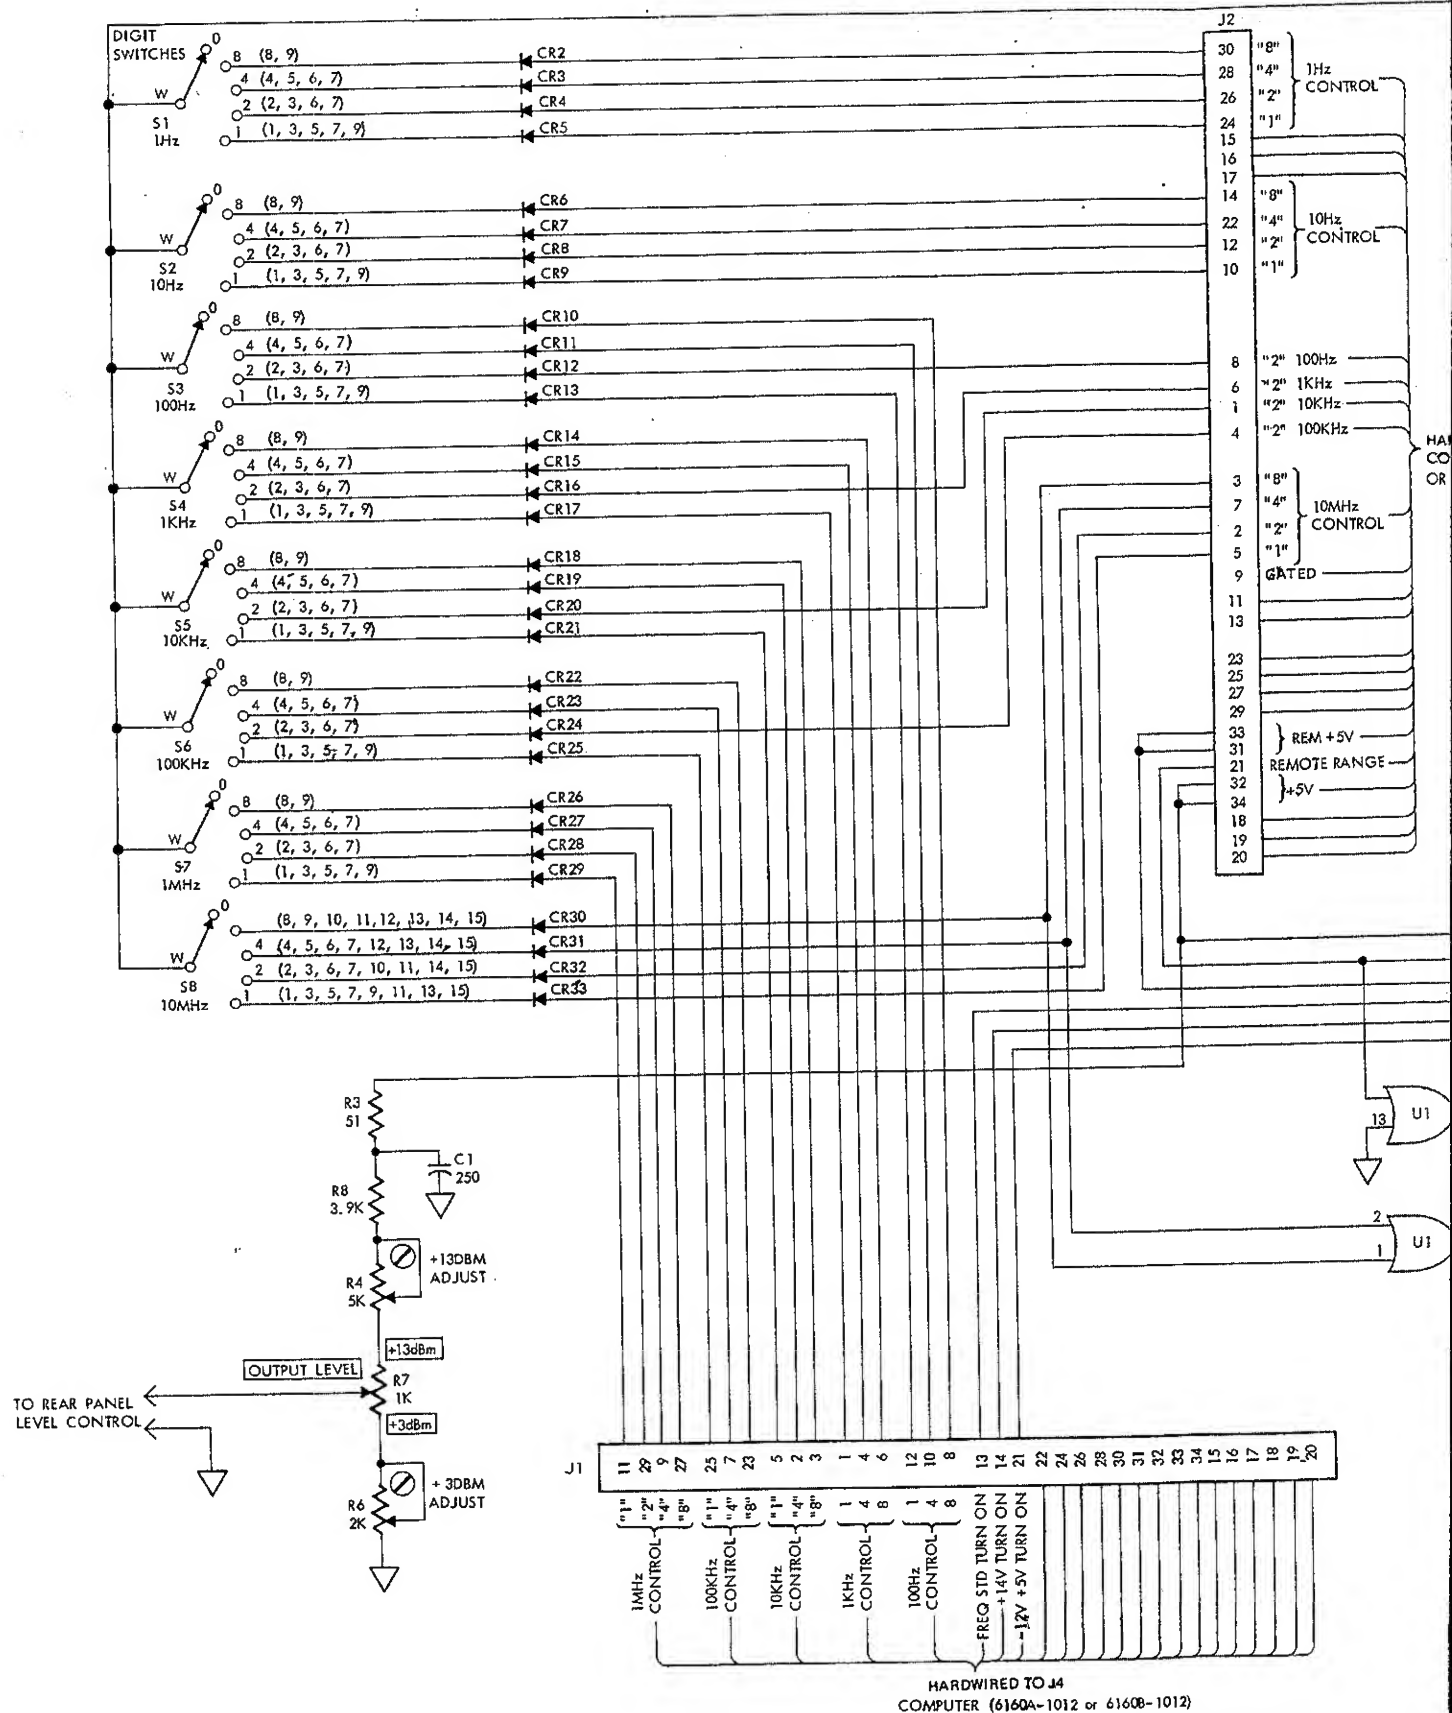 DIGIT
SWITCHES
0
8 (8, 9)
4 (4, 5, 6, 7)
2 (2, 3, 6, 7)
1 (1, 3, 5, 7, 9)
W
S1
1Hz
CR2
CR3
CR4
CR5
0
8 (8, 9)
4 (4, 5, 6, 7)
2 (2, 3, 6, 7)
1 (1, 3, 5, 7, 9)
W
S2
10Hz
CR6
CR7
CR8
CR9
0
8 (8, 9)
4 (4, 5, 6, 7)
2 (2, 3, 6, 7)
1 (1, 3, 5, 7, 9)
W
S3
100Hz
CR10
CR11
CR12
CR13
0
8 (8, 9)
4 (4, 5, 6, 7)
2 (2, 3, 6, 7)
1 (1, 3, 5, 7, 9)
W
S4
1KHz
CR14
CR15
CR16
CR17
0
8 (8, 9)
4 (4, 5, 6, 7)
2 (2, 3, 6, 7)
1 (1, 3, 5, 7, 9)
W
S5
10KHz
CR18
CR19
CR20
CR21
0
8 (8, 9)
4 (4, 5, 6, 7)
2 (2, 3, 6, 7)
1 (1, 3, 5, 7, 9)
W
S6
100KHz
CR22
CR23
CR24
CR25
0
8 (8, 9)
4 (4, 5, 6, 7)
2 (2, 3, 6, 7)
1 (1, 3, 5, 7, 9)
W
S7
1MHz
CR26
CR27
CR28
CR29
0
(8, 9, 10, 11, 12, 13, 14, 15)
4 (4, 5, 6, 7, 12, 13, 14, 15)
2 (2, 3, 6, 7, 10, 11, 14, 15)
1 (1, 3, 5, 7, 9, 11, 13, 15)
W
S8
10MHz
CR30
CR31
CR32
CR33
J2
30 "8"
28 "4"
26 "2"
24 "1"
1Hz
CONTROL
15
16
17
14 "8"
22 "4"
12 "2"
10 "1"
10Hz
CONTROL
8 "2" 100Hz
6 "2" 1KHz
1 "2" 10KHz
4 "2" 100KHz
HA
CO
OR
3 "8"
7 "4"
2 "2"
5 "1"
10MHz
CONTROL
9 GATED
11
13
23
25
27
29
33
31
REM +5V
21 REMOTE RANGE
32
34
+5V
18
19
20
13
U1
2
1
U1
R3
51
C1
250
R8
3.9K
+13DBM
ADJUST
R4
5K
+13dBm
OUTPUT LEVEL
R7
1K
+3dBm
TO REAR PANEL
LEVEL CONTROL
+3DBM
ADJUST
R6
2K
J1
11 29 9 27 25 7 23 5 2 3 1 4 6 12 10 8 13 14 21 22 24 26 28 30 31 32 33 34 15 16 17 18 19 20
"1" "2" "4" "8" "1" "4" "8" "1" "4" "8" 1 4 8 1 4 8
1MHz
CONTROL
100KHz
CONTROL
10KHz
CONTROL
1KHz
CONTROL
100Hz
CONTROL
FREQ STD TURN ON
+14V TURN ON
-12V +5V TURN ON
HARDWIRED TO J4
COMPUTER (6160A-1012 or 6160B-1012)